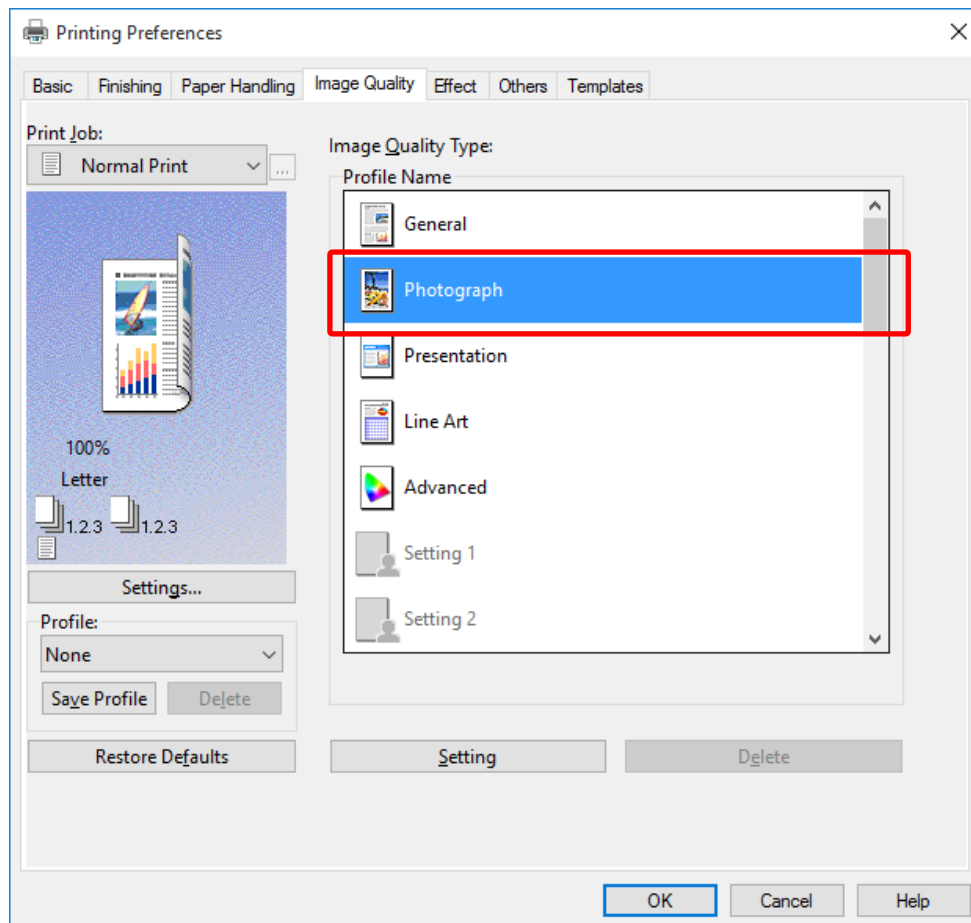 Printing Preferences
Basic Finishing Paper Handling Image Quality Effect Others Templates
Print Job:
Normal Print ...
100%
Letter
1.2.3 1.2.3
Settings...
Profile:
None
Save Profile Delete
Restore Defaults
Image Quality Type:
Profile Name
General
Photograph
Presentation
Line Art
Advanced
Setting 1
Setting 2
Setting Delete
OK Cancel Help